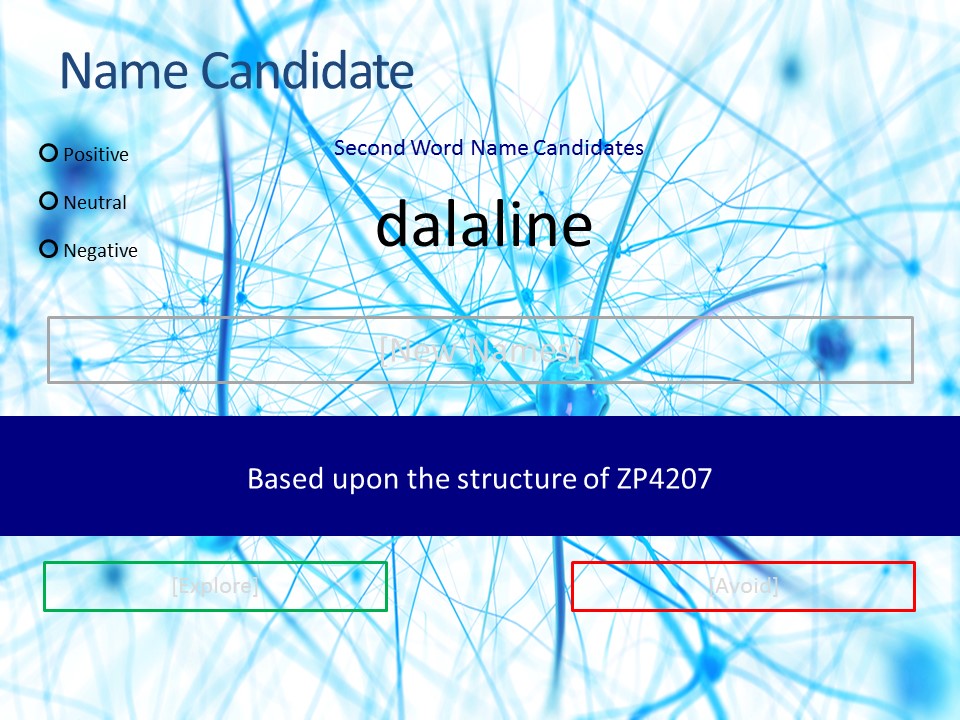 Name Candidate
Second Word Name Candidates
Positive
Neutral
Negative
dalaline
[New Names]
Based upon the structure of ZP4207
[Explore]
[Avoid]